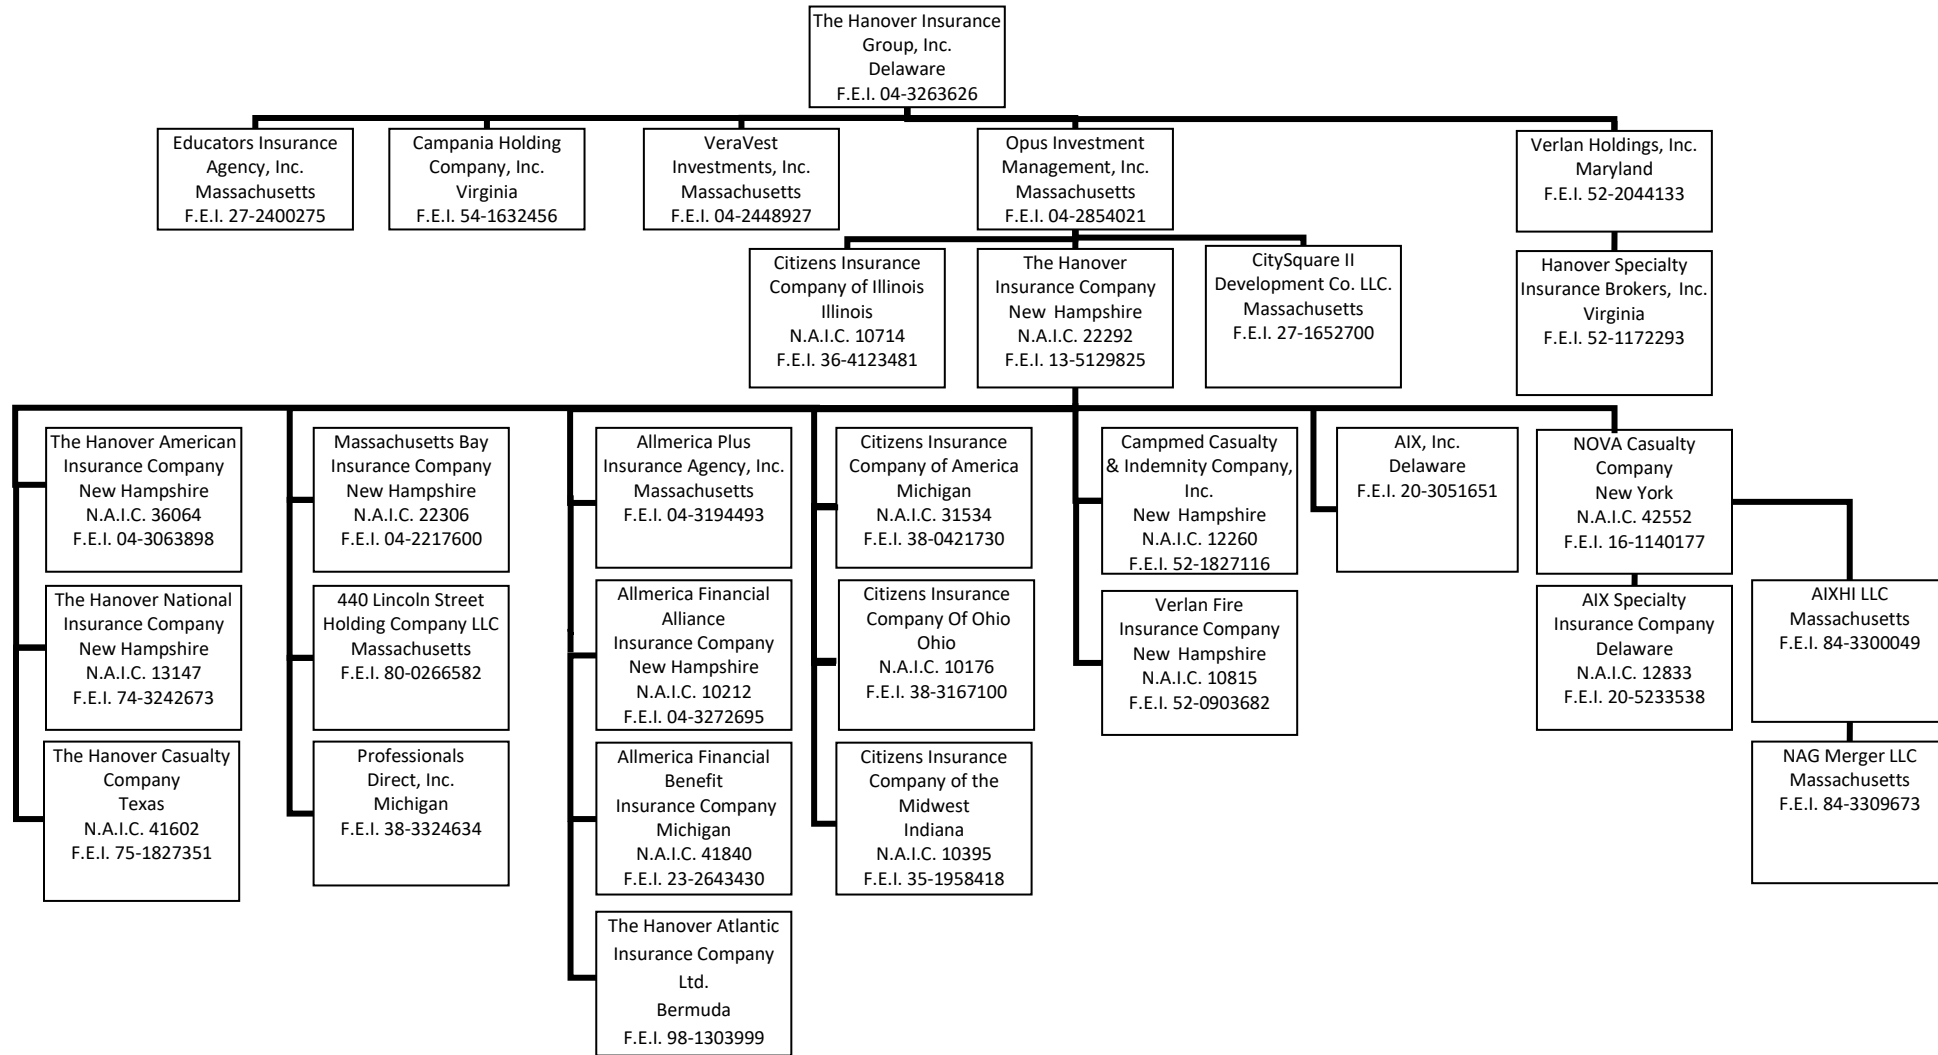 The Hanover Insurance
Group, Inc.
Delaware
F.E.I. 04-3263626
Educators Insurance
Agency, Inc.
Massachusetts
F.E.I. 27-2400275
Campania Holding
Company, Inc.
Virginia
F.E.I. 54-1632456
VeraVest
Investments, Inc.
Massachusetts
F.E.I. 04-2448927
Opus Investment
Management, Inc.
Massachusetts
F.E.I. 04-2854021
Verlan Holdings, Inc.
Maryland
F.E.I. 52-2044133
Citizens Insurance
Company of Illinois
Illinois
N.A.I.C. 10714
F.E.I. 36-4123481
The Hanover
Insurance Company
New Hampshire
N.A.I.C. 22292
F.E.I. 13-5129825
CitySquare II
Development Co. LLC.
Massachusetts
F.E.I. 27-1652700
Hanover Specialty
Insurance Brokers, Inc.
Virginia
F.E.I. 52-1172293
The Hanover American
Insurance Company
New Hampshire
N.A.I.C. 36064
F.E.I. 04-3063898
Massachusetts Bay
Insurance Company
New Hampshire
N.A.I.C. 22306
F.E.I. 04-2217600
Allmerica Plus
Insurance Agency, Inc.
Massachusetts
F.E.I. 04-3194493
Citizens Insurance
Company of America
Michigan
N.A.I.C. 31534
F.E.I. 38-0421730
Campmed Casualty
& Indemnity Company,
Inc.
New Hampshire
N.A.I.C. 12260
F.E.I. 52-1827116
AIX, Inc.
Delaware
F.E.I. 20-3051651
NOVA Casualty
Company
New York
N.A.I.C. 42552
F.E.I. 16-1140177
The Hanover National
Insurance Company
New Hampshire
N.A.I.C. 13147
F.E.I. 74-3242673
440 Lincoln Street
Holding Company LLC
Massachusetts
F.E.I. 80-0266582
Allmerica Financial
Alliance
Insurance Company
New Hampshire
N.A.I.C. 10212
F.E.I. 04-3272695
Citizens Insurance
Company Of Ohio
Ohio
N.A.I.C. 10176
F.E.I. 38-3167100
Verlan Fire
Insurance Company
New Hampshire
N.A.I.C. 10815
F.E.I. 52-0903682
AIX Specialty
Insurance Company
Delaware
N.A.I.C. 12833
F.E.I. 20-5233538
AIXHI LLC
Massachusetts
F.E.I. 84-3300049
The Hanover Casualty
Company
Texas
N.A.I.C. 41602
F.E.I. 75-1827351
Professionals
Direct, Inc.
Michigan
F.E.I. 38-3324634
Allmerica Financial
Benefit
Insurance Company
Michigan
N.A.I.C. 41840
F.E.I. 23-2643430
Citizens Insurance
Company of the
Midwest
Indiana
N.A.I.C. 10395
F.E.I. 35-1958418
NAG Merger LLC
Massachusetts
F.E.I. 84-3309673
The Hanover Atlantic
Insurance Company
Ltd.
Bermuda
F.E.I. 98-1303999